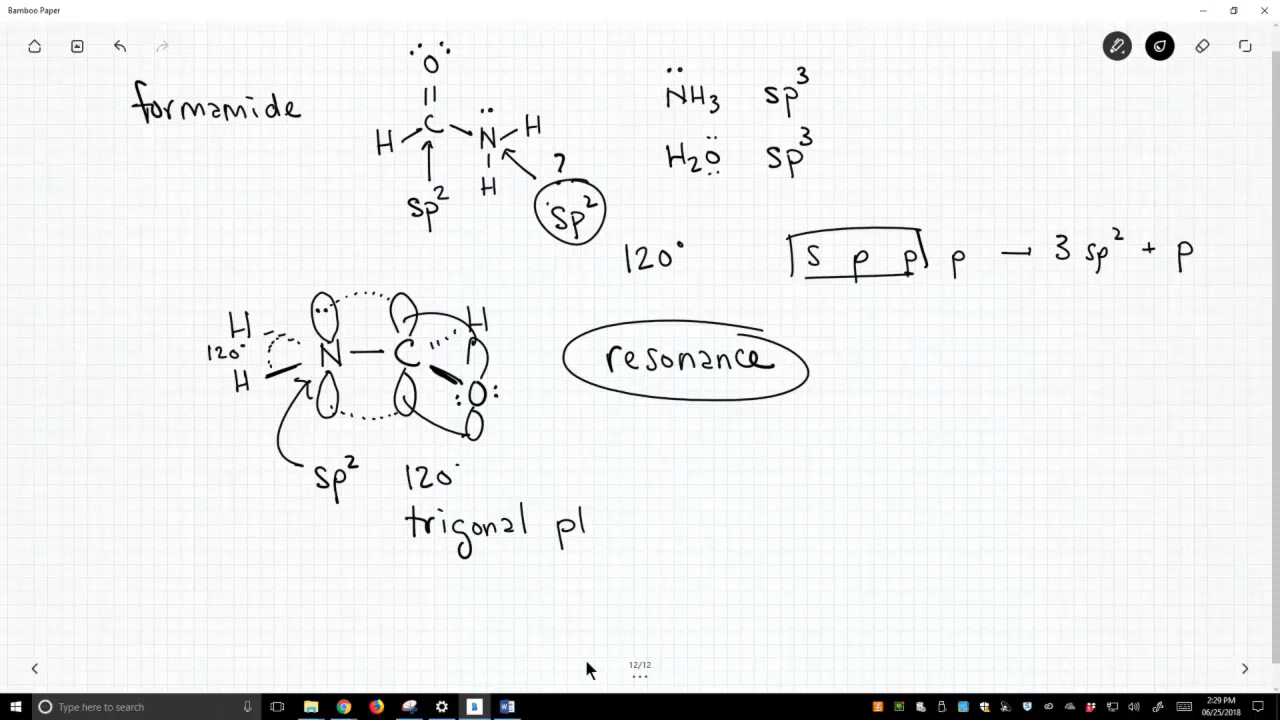 Bamboo Paper
formamide
O
H C N H
H
sp²
?
sp²
NH₃ sp³
H₂O sp³
120°
s p p p → 3 sp² + p
H
120°
H
N C H
O
resonance
sp² 120°
trigonal pl
12/12
Type here to search
2:29 PM
06/25/2018